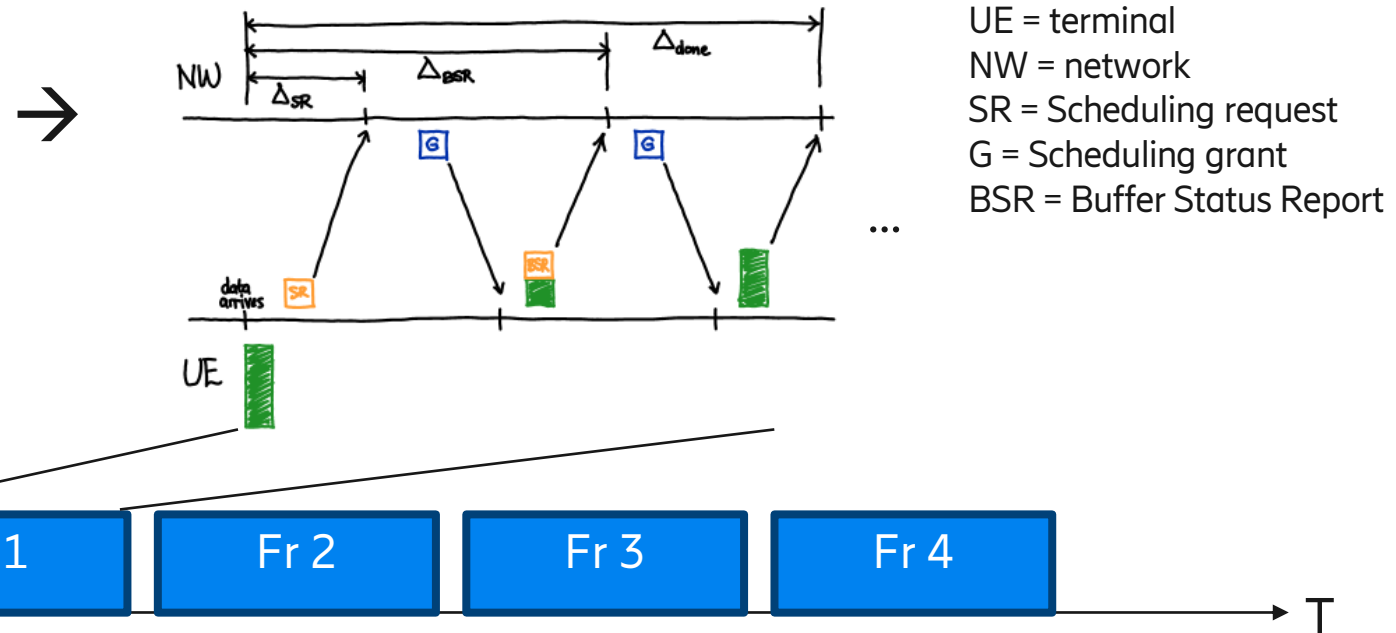 UE = terminal
NW = network
SR = Scheduling request
G = Scheduling grant
BSR = Buffer Status Report
Δdone
ΔBSR
ΔSR
NW
G
G
...
data
arrives
SR
BSR
UE
1
Fr 2
Fr 3
Fr 4
T